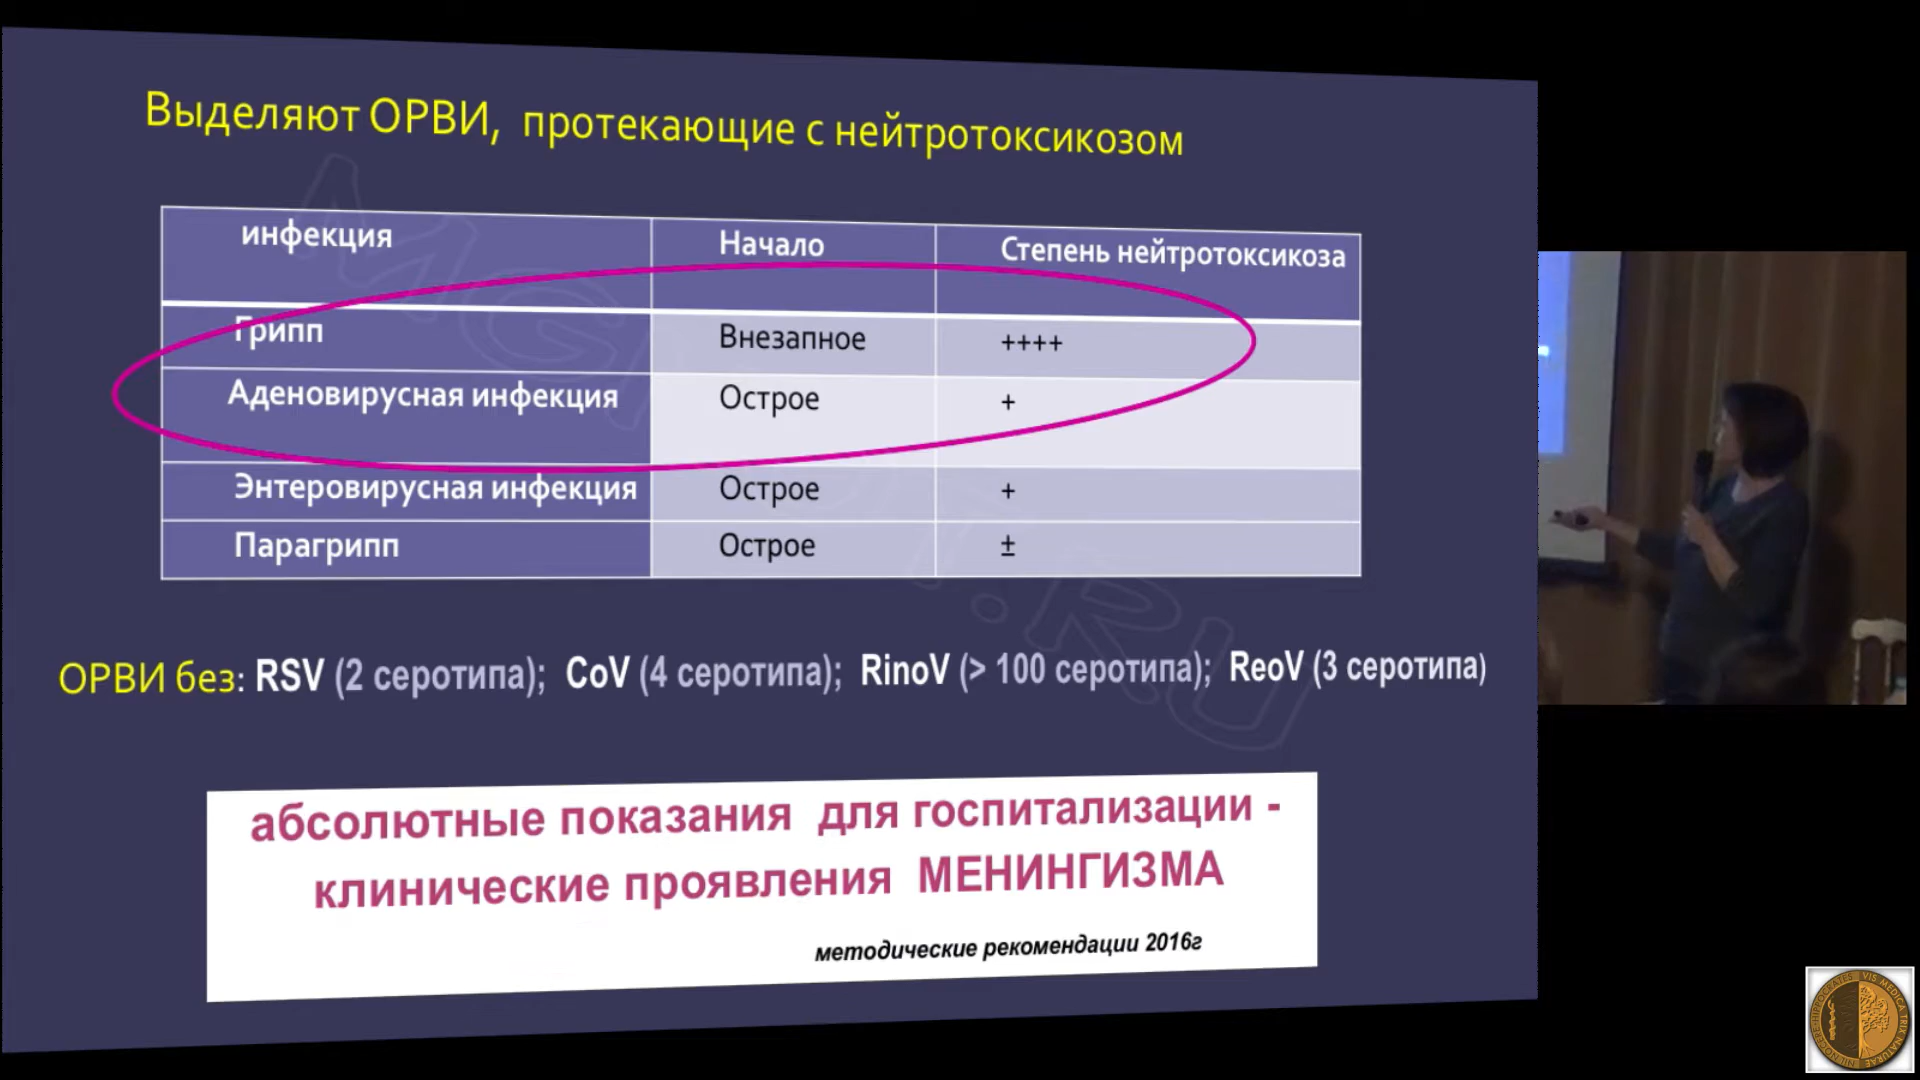 Выделяют ОРВИ, протекающие с нейтротоксикозом
инфекция Начало Степень нейтротоксикоза
Грипп Внезапное ++++
Аденовирусная инфекция Острое +
Энтеровирусная инфекция Острое +
Парагрипп Острое ±
ОРВИ без: RSV (2 серотипа); CoV (4 серотипа); RinoV (> 100 серотипа); ReoV (3 серотипа)
абсолютные показания для госпитализации -
клинические проявления МЕНИНГИЗМА
методические рекомендации 2016г